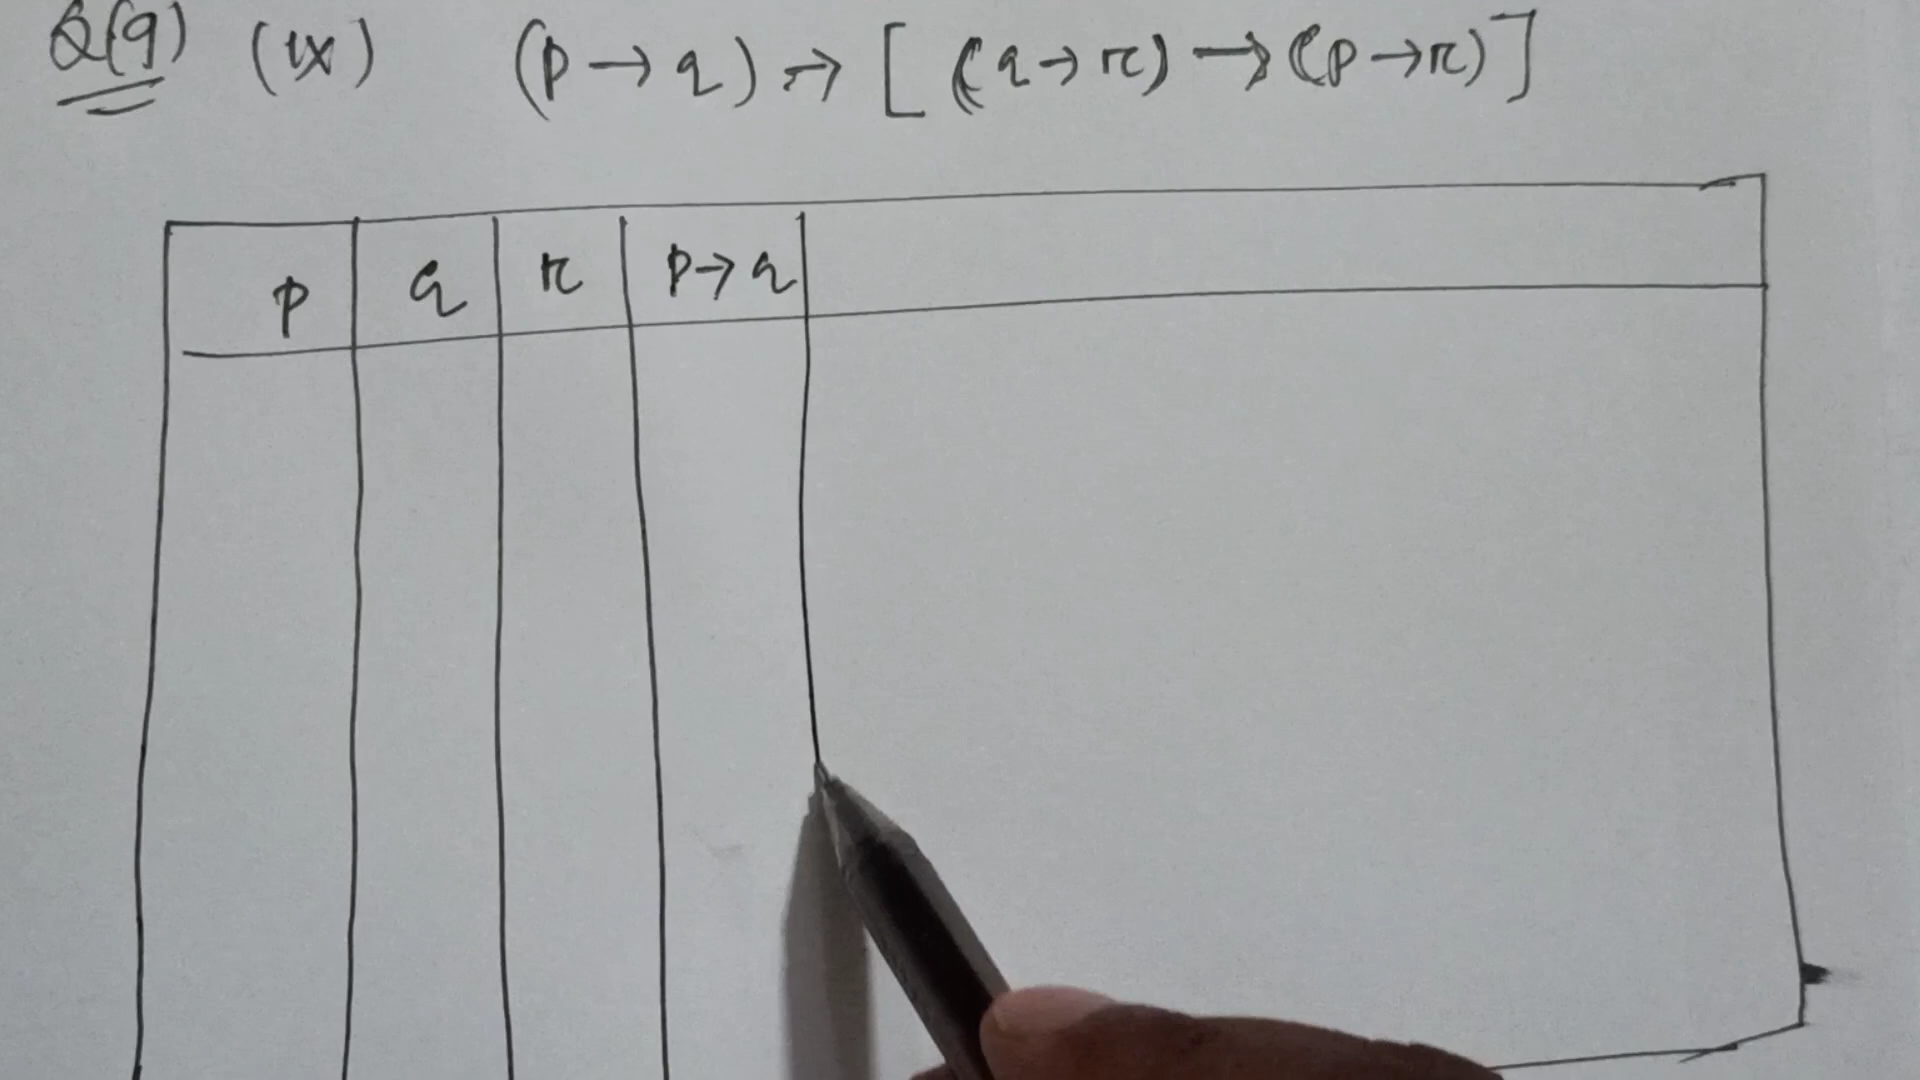 Q(9) (ix) (p → q) → [ (q → r) → (p → r) ]
p q r p → q